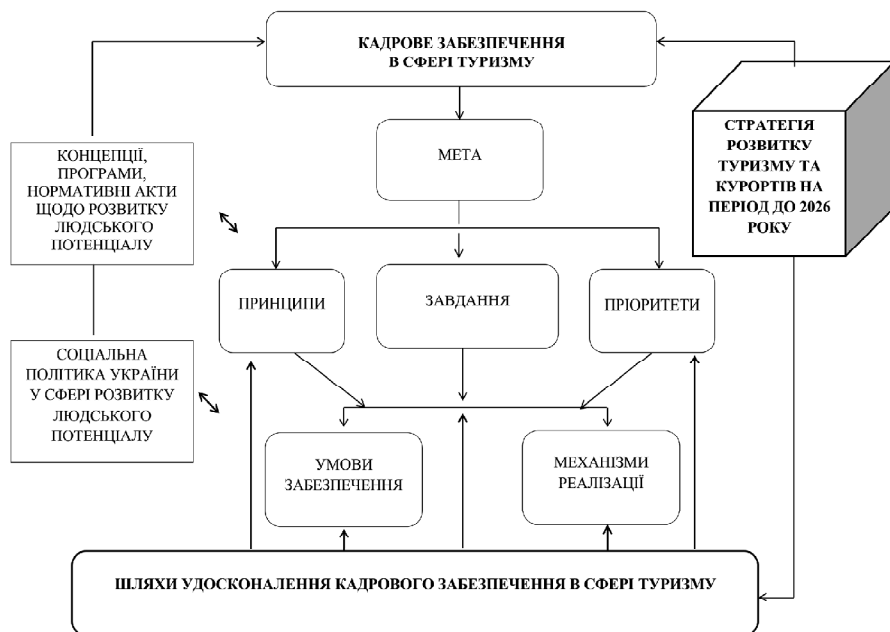 КАДРОВЕ ЗАБЕЗПЕЧЕННЯ
В СФЕРІ ТУРИЗМУ
СТРАТЕГІЯ
РОЗВИТКУ
ТУРИЗМУ ТА
КУРОРТІВ НА
ПЕРІОД ДО 2026
РОКУ
МЕТА
КОНЦЕПЦІЇ,
ПРОГРАМИ,
НОРМАТИВНІ АКТИ
ЩОДО РОЗВИТКУ
ЛЮДСЬКОГО
ПОТЕНЦІАЛУ
ПРИНЦИПИ
ЗАВДАННЯ
ПРІОРИТЕТИ
СОЦІАЛЬНА
ПОЛІТИКА УКРАЇНИ
У СФЕРІ РОЗВИТКУ
ЛЮДСЬКОГО
ПОТЕНЦІАЛУ
УМОВИ
ЗАБЕЗПЕЧЕННЯ
МЕХАНІЗМИ
РЕАЛІЗАЦІЇ
ШЛЯХИ УДОСКОНАЛЕННЯ КАДРОВОГО ЗАБЕЗПЕЧЕННЯ В СФЕРІ ТУРИЗМУ